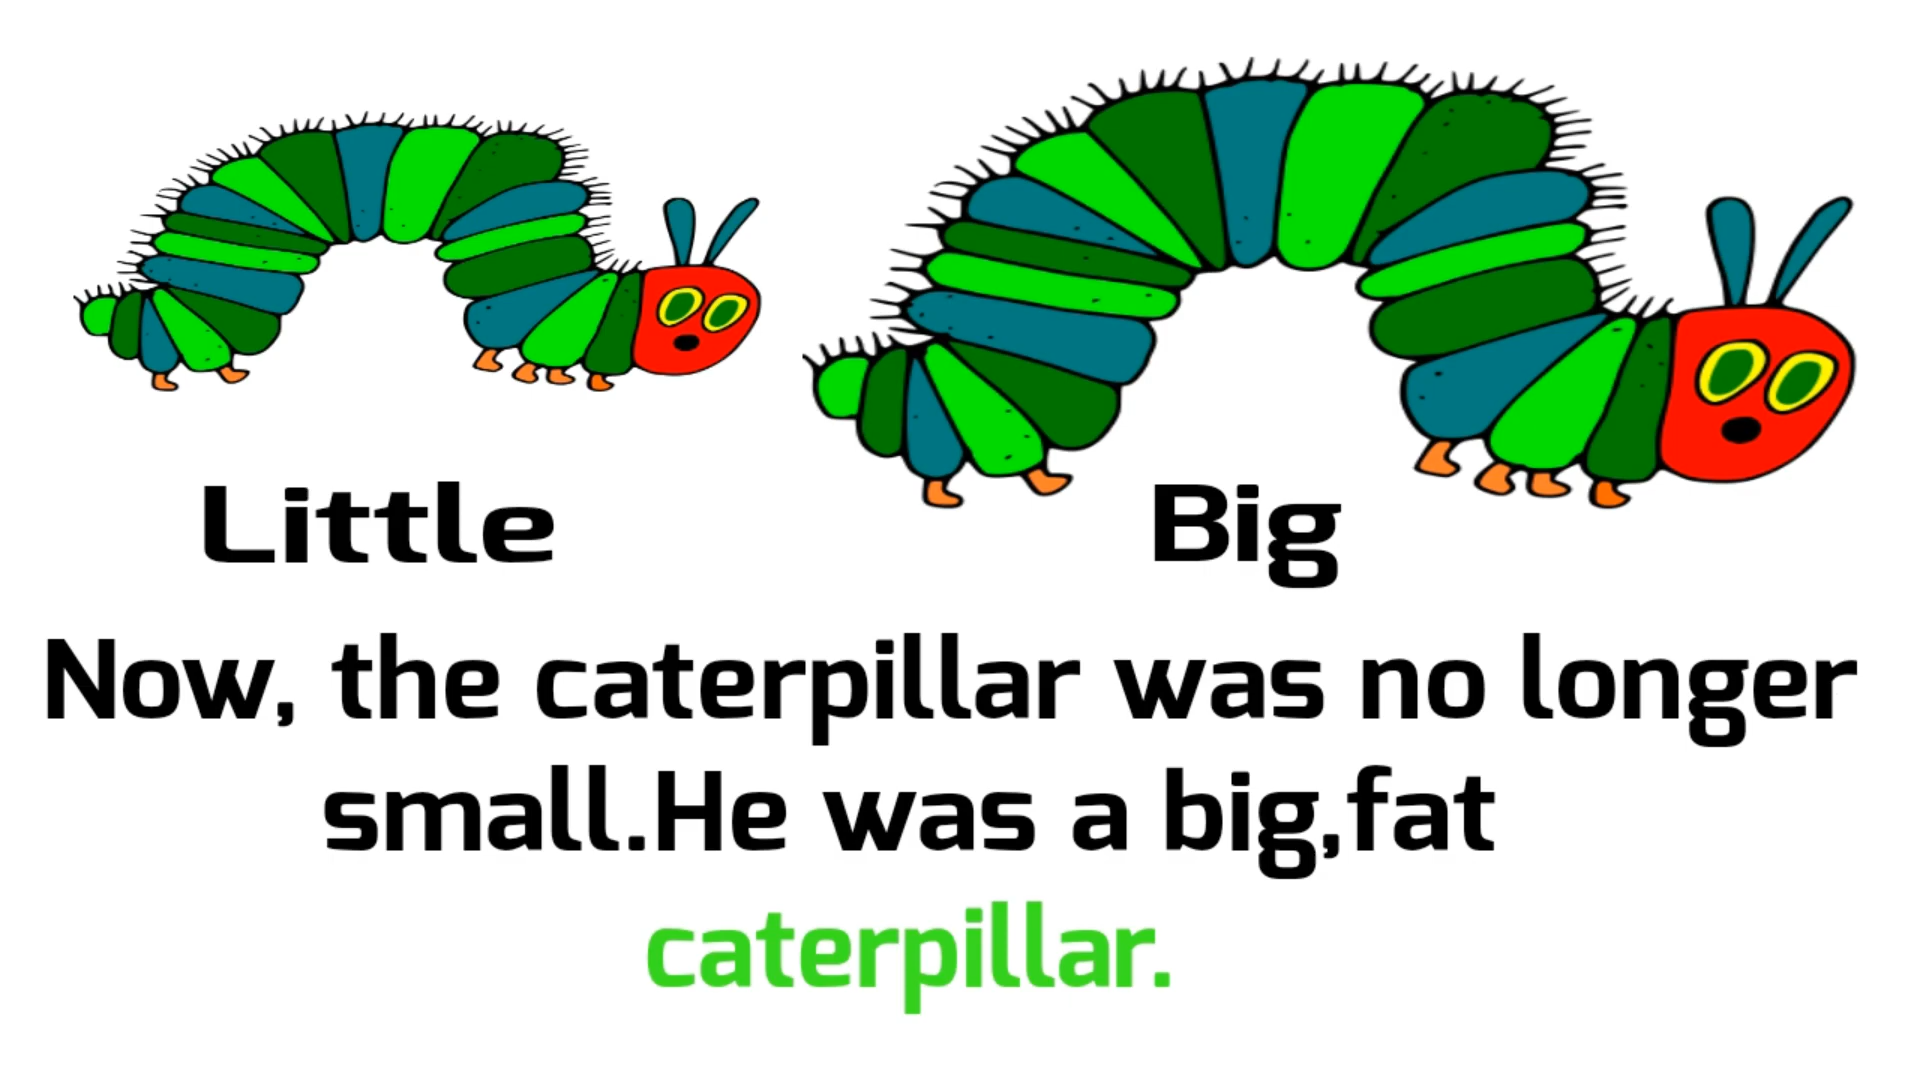 Little
Big
Now, the caterpillar was no longer
small.He was a big,fat
caterpillar.